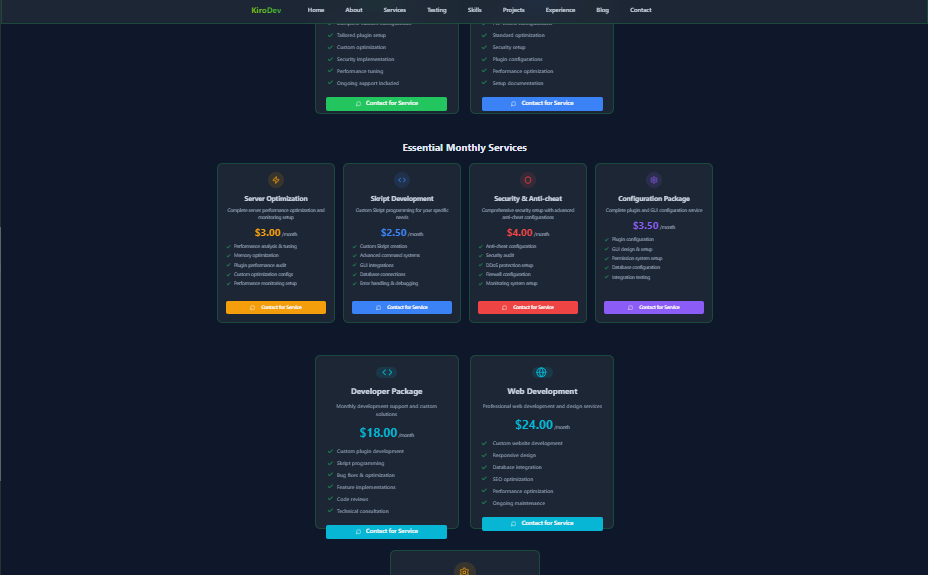 KiroDev
Home
About
Services
Testing
Skills
Projects
Experience
Blog
Contact
Tailored plugin setup
Custom optimization
Security implementation
Performance tuning
Ongoing support included
Contact for Service
Standard optimization
Security setup
Plugin configurations
Performance optimization
Setup documentation
Contact for Service
Essential Monthly Services
Server Optimization
Complete server performance optimization and
monitoring setup
$3.00 /month
Performance analysis & tuning
Memory optimization
Plugin performance audit
Custom optimization configs
Performance monitoring setup
Contact for Service
Skript Development
Custom Skript programming for your specific
needs
$2.50 /month
Custom Skript creation
Advanced command systems
GUI integrations
Database connections
Error handling & debugging
Contact for Service
Security & Anti-cheat
Comprehensive security setup with advanced
anti-cheat configurations
$4.00 /month
Anti-cheat configuration
Security audit
DDoS protection setup
Firewall configuration
Monitoring system setup
Contact for Service
Configuration Package
Complete plugin and GUI configuration service
$3.50 /month
Plugin configuration
GUI design & setup
Permission system setup
Database configuration
Integration testing
Contact for Service
Developer Package
Monthly development support and custom
solutions
$18.00 /month
Custom plugin development
Skript programming
Bug fixes & optimization
Feature implementations
Code reviews
Technical consultation
Contact for Service
Web Development
Professional web development and design services
$24.00 /month
Custom website development
Responsive design
Database integration
SEO optimization
Performance optimization
Ongoing maintenance
Contact for Service